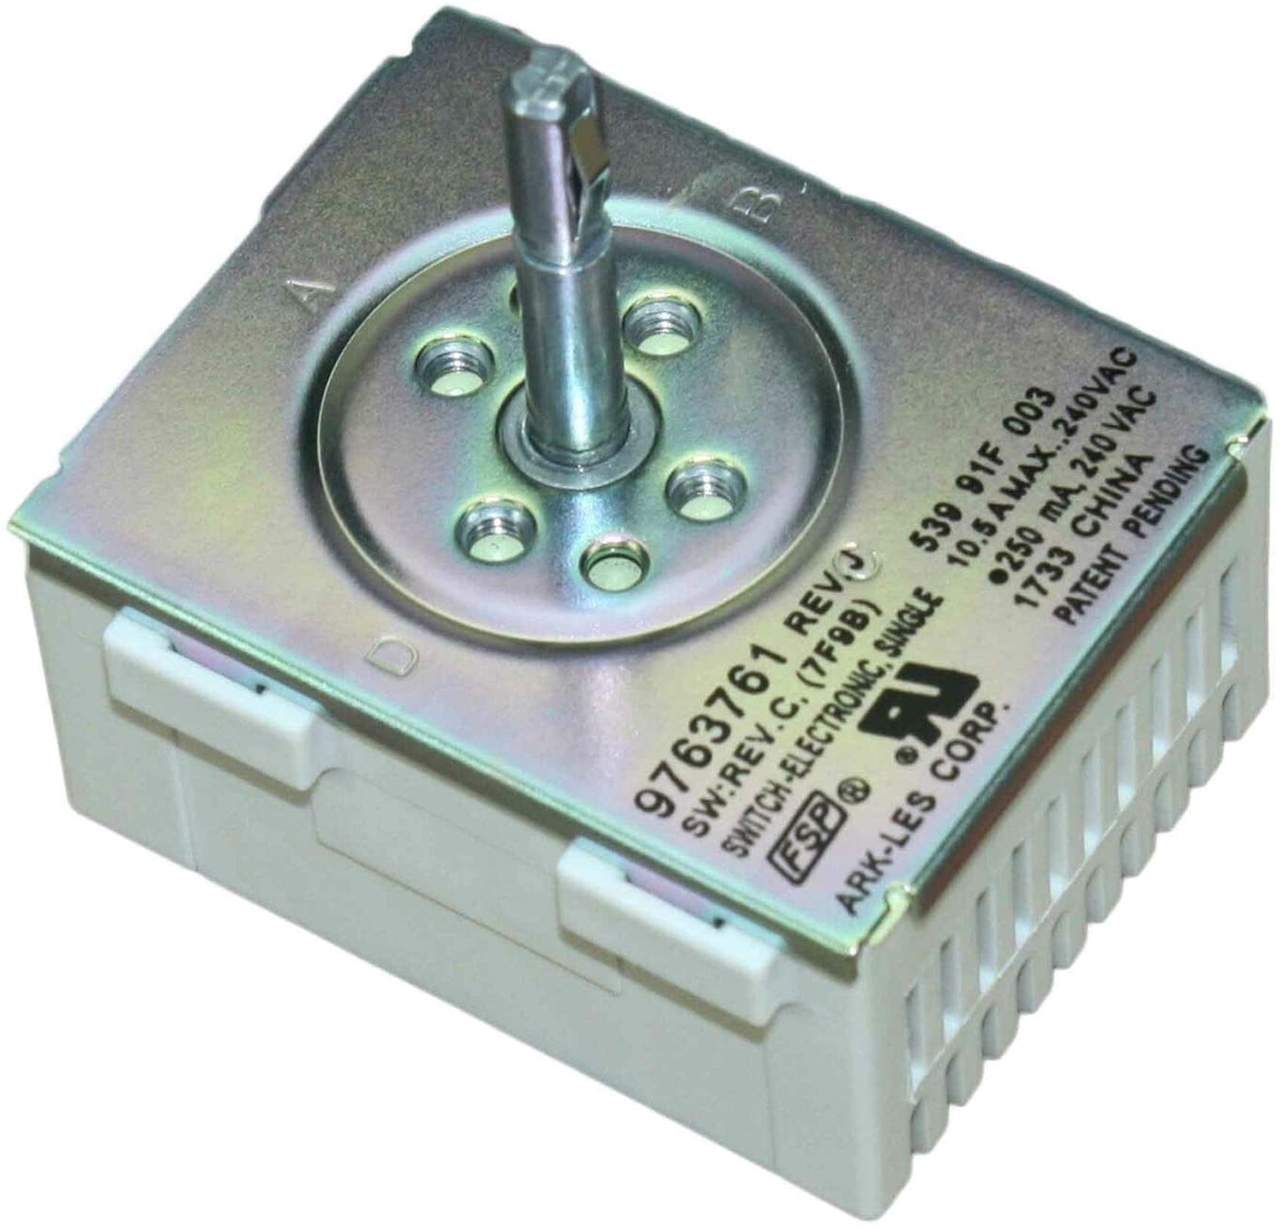 A
B
C
D
9763761 REV.J
SW:REV.C. (7F9B)
SWITCH-ELECTRONIC, SINGLE
FSP ®
ARK-LES CORP.
539 91F 003
10.5 A MAX..240VAC
●250 mA, 240 VAC
1733 CHINA
PATENT PENDING